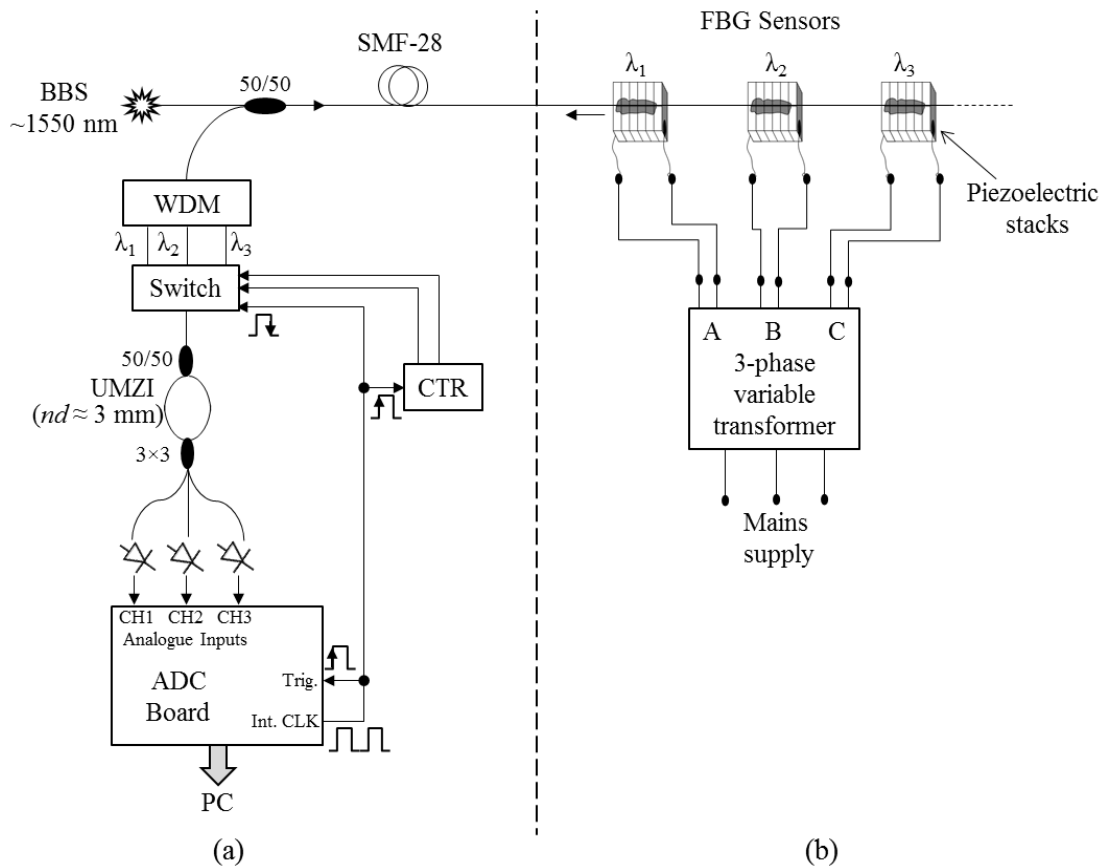 SMF-28
50/50
BBS
~1550 nm
WDM
λ1 λ2 λ3
Switch
50/50
UMZI
(nd ≈ 3 mm)
3×3
CTR
CH1 CH2 CH3
Analogue Inputs
ADC
Board
Trig.
Int. CLK
PC
(a)
FBG Sensors
λ1 λ2 λ3
Piezoelectric
stacks
A B C
3-phase
variable
transformer
Mains
supply
(b)